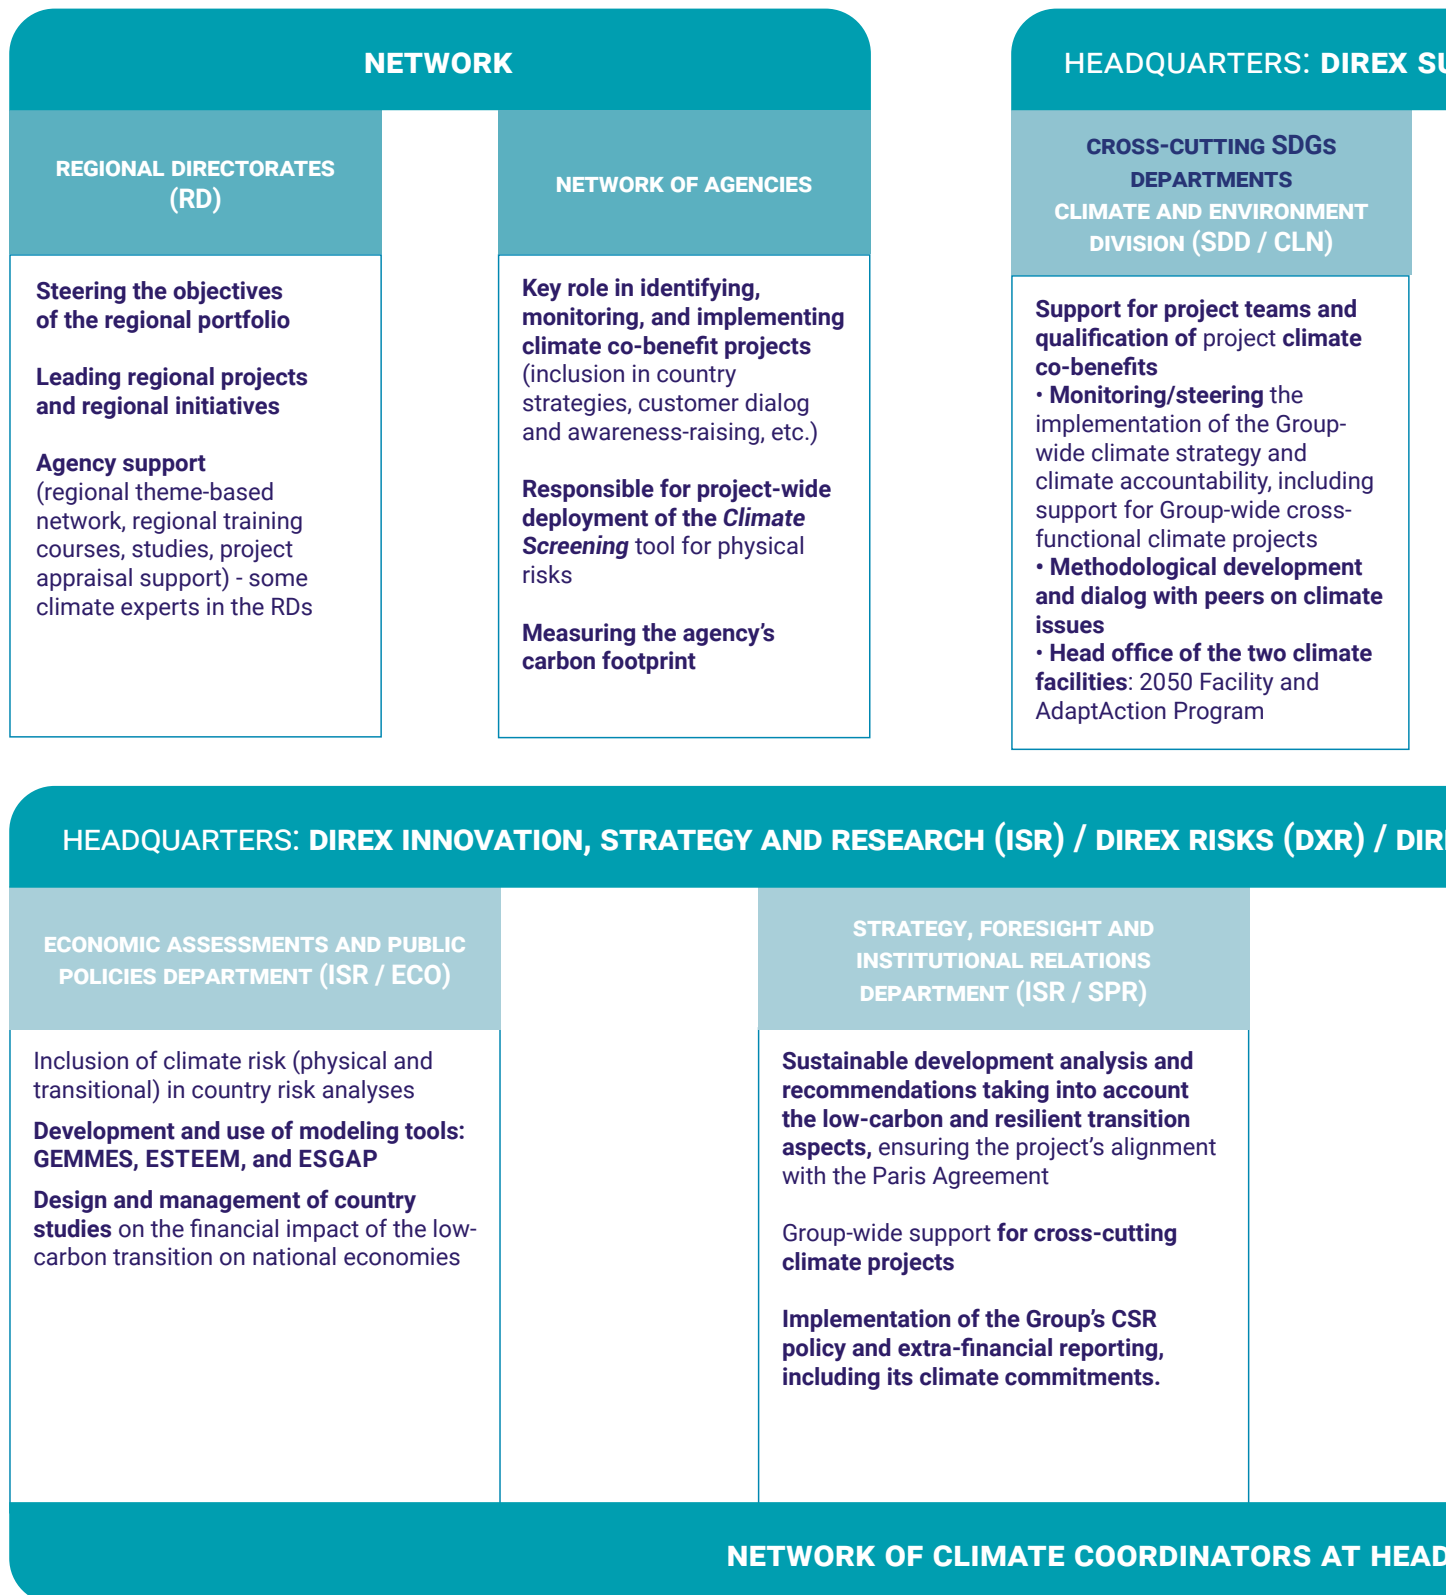 NETWORK
REGIONAL DIRECTORATES
(RD)
Steering the objectives
of the regional portfolio
Leading regional projects
and regional initiatives
Agency support
(regional theme-based
network, regional training
courses, studies, project
appraisal support) - some
climate experts in the RDs
NETWORK OF AGENCIES
Key role in identifying,
monitoring, and implementing
climate co-benefit projects
(inclusion in country
strategies, customer dialog
and awareness-raising, etc.)
Responsible for project-wide
deployment of the Climate
Screening tool for physical
risks
Measuring the agency's
carbon footprint
HEADQUARTERS: DIREX SU
CROSS-CUTTING SDGS
DEPARTMENTS
CLIMATE AND ENVIRONMENT
DIVISION (SDD / CLN)
Support for project teams and
qualification of project climate
co-benefits
• Monitoring/steering the
implementation of the Group-
wide climate strategy and
climate accountability, including
support for Group-wide cross-
functional climate projects
• Methodological development
and dialog with peers on climate
issues
• Head office of the two climate
facilities: 2050 Facility and
AdaptAction Program
HEADQUARTERS: DIREX INNOVATION, STRATEGY AND RESEARCH (ISR) / DIREX RISKS (DXR) / DIR
ECONOMIC ASSESSMENTS AND PUBLIC
POLICIES DEPARTMENT (ISR / ECO)
Inclusion of climate risk (physical and
transitional) in country risk analyses
Development and use of modeling tools:
GEMMES, ESTEEM, and ESGAP
Design and management of country
studies on the financial impact of the low-
carbon transition on national economies
STRATEGY, FORESIGHT AND
INSTITUTIONAL RELATIONS
DEPARTMENT (ISR / SPR)
Sustainable development analysis and
recommendations taking into account
the low-carbon and resilient transition
aspects, ensuring the project's alignment
with the Paris Agreement
Group-wide support for cross-cutting
climate projects
Implementation of the Group's CSR
policy and extra-financial reporting,
including its climate commitments.
NETWORK OF CLIMATE COORDINATORS AT HEAD